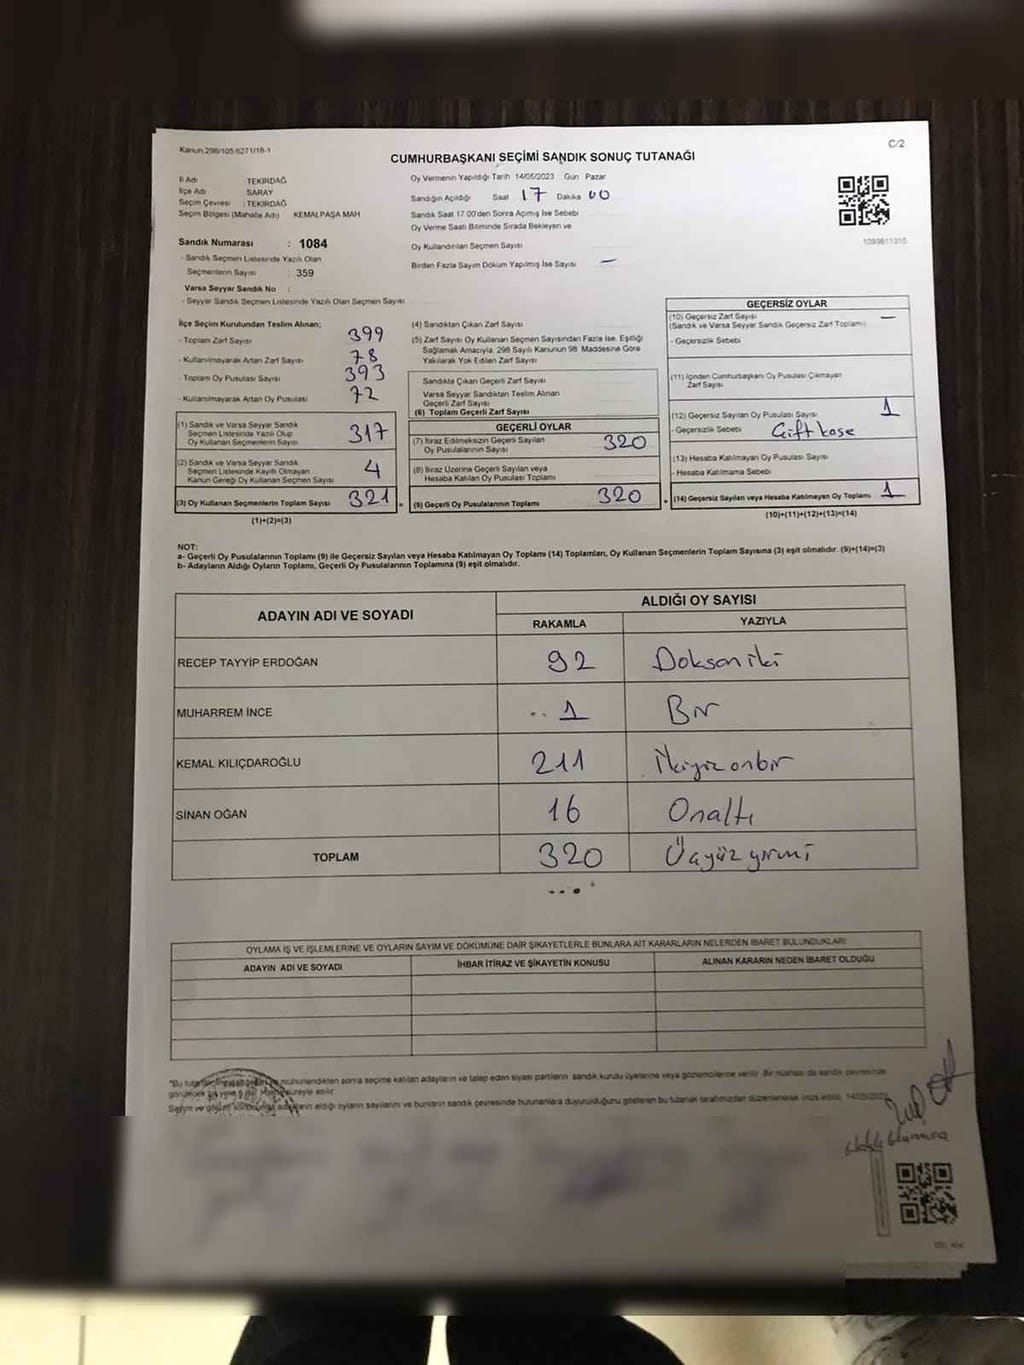 Kanun:298/105 6271/18-1
C/2
CUMHURBAŞKANI SEÇİMİ SANDIK SONUÇ TUTANAĞI
İl Adı TEKİRDAĞ
İlçe Adı SARAY
Seçim Çevresi : TEKİRDAĞ
Seçim Bölgesi (Mahalle Adı) KEMALPAŞA MAH
Sandık Numarası : 1084
- Sandık Seçmen Listesinde Yazılı Olan
Seçmenlerin Sayısı : 359
Varsa Seyyar Sandık No :
- Seyyar Sandık Seçmen Listesinde Yazılı Olan Seçmen Sayısı
Oy Vermenin Yapıldığı Tarih 14/05/2023 Gün Pazar
Sandığın Açıldığı Saat 17 Dakika 00
Sandık Saat 17.00'den Sonra Açılmış İse Sebebi
Oy Verme Saati Bitiminde Sırada Bekleyen ve
Oy Kullandırılan Seçmen Sayısı
Birden Fazla Sayım Döküm Yapılmış İse Sayısı —
1093611315
İlçe Seçim Kurulundan Teslim Alınan;
- Toplam Zarf Sayısı 399
- Kullanılmayarak Artan Zarf Sayısı 78
- Toplam Oy Pusulası Sayısı 393
- Kullanılmayarak Artan Oy Pusulası 72
(1) Sandık ve Varsa Seyyar Sandık
Seçmen Listesinde Yazılı Olup
Oy Kullanan Seçmenlerin Sayısı 317
(2) Sandık ve Varsa Seyyar Sandık
Seçmen Listesinde Kayıtlı Olmayan
Kanun Gereği Oy Kullanan Seçmen Sayısı 4
(3) Oy Kullanan Seçmenlerin Toplam Sayısı 321 =
(1)+(2)=(3)
(4) Sandıktan Çıkan Zarf Sayısı
(5) Zarf Sayısı Oy Kullanan Seçmen Sayısından Fazla İse, Eşitliği
Sağlamak Amacıyla, 298 Sayılı Kanunun 98. Maddesine Göre
Yakılarak Yok Edilen Zarf Sayısı
Sandıkta Çıkan Geçerli Zarf Sayısı
Varsa Seyyar Sandıktan Teslim Alınan
Geçerli Zarf Sayısı
(6) Toplam Geçerli Zarf Sayısı
GEÇERLİ OYLAR
(7) İtiraz Edilmeksizin Geçerli Sayılan
Oy Pusulalarının Sayısı 320
(8) İtiraz Üzerine Geçerli Sayılan veya
Hesaba Katılan Oy Pusulası Toplamı
(9) Geçerli Oy Pusulalarının Toplamı 320 +
GEÇERSİZ OYLAR
(10) Geçersiz Zarf Sayısı —
(Sandık ve Varsa Seyyar Sandık Geçersiz Zarf Toplamı)
- Geçersizlik Sebebi
(11) İçinden Cumhurbaşkanı Oy Pusulası Çıkmayan
Zarf Sayısı
(12) Geçersiz Sayılan Oy Pusulası Sayısı 1
- Geçersizlik Sebebi Çift kaşe
(13) Hesaba Katılmayan Oy Pusulası Sayısı
- Hesaba Katılmama Sebebi
(14) Geçersiz Sayılan veya Hesaba Katılmayan Oy Toplamı 1
(10)+(11)+(12)+(13)=(14)
NOT:
a- Geçerli Oy Pusulalarının Toplamı (9) ile Geçersiz Sayılan veya Hesaba Katılmayan Oy Toplamı (14) Toplamları, Oy Kullanan Seçmenlerin Toplam Sayısına (3) eşit olmalıdır. (9)+(14)=(3)
b- Adayların Aldığı Oyların Toplamı, Geçerli Oy Pusulalarının Toplamına (9) eşit olmalıdır.
ADAYIN ADI VE SOYADI
ALDIĞI OY SAYISI
RAKAMLA YAZIYLA
RECEP TAYYİP ERDOĞAN 92 Doksan iki
MUHARREM İNCE 1 Bir
KEMAL KILIÇDAROĞLU 211 İkiyüz onbir
SİNAN OĞAN 16 Onaltı
TOPLAM 320 Üçyüz yirmi
OYLAMA İŞ VE İŞLEMLERİNE VE OYLARIN SAYIM VE DÖKÜMÜNE DAİR ŞİKAYETLERLE BUNLARA AİT KARARLARIN NELERDEN İBARET BULUNDUKLARI
ADAYIN ADI VE SOYADI İHBAR İTİRAZ VE ŞİKAYETİN KONUSU ALINAN KARARIN NEDEN İBARET OLDUĞU
mühürlendikten sonra seçime katılan adayların ve talep eden siyasi partilerin sandık kurulu üyelerine veya gözlemcilerine verilir. Bir nüshası da sandık çevresinde
süreyle asılır
adayların aldığı oyların sayılarını ve bunların sandık çevresinde bulunanlara duyurulduğunu gösteren bu tutanak tarafımızdan düzenlenerek imza edildi.